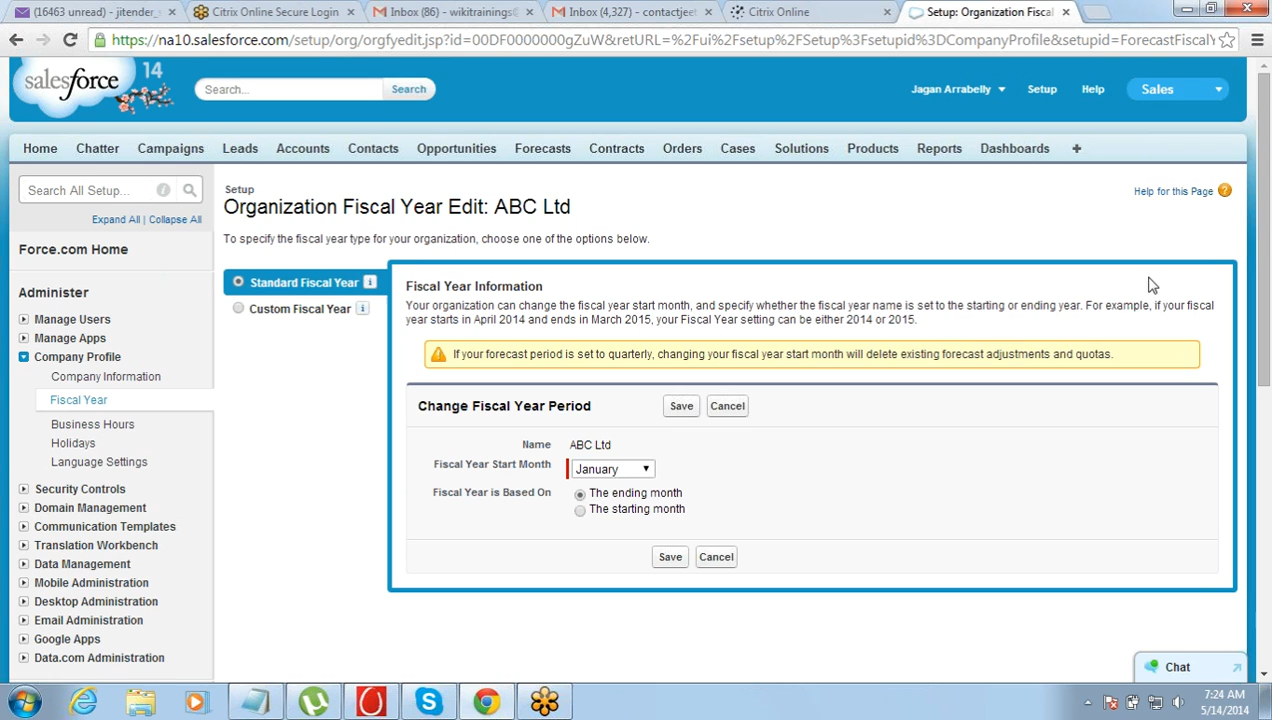 (16463 unread) - jitender_
Citrix Online Secure Login
Inbox (86) - wikitrainings@
Inbox (4,327) - contactjeet
Citrix Online
Setup: Organization Fiscal
https://na10.salesforce.com/setup/org/orgfyedit.jsp?id=00DF0000000gZuW&retURL=%2Fui%2Fsetup%2FSetup%3Fsetupid%3DCompanyProfile&setupid=ForecastFiscalY
salesforce
14
Search...
Search
Jagan Arrabelly
Setup
Help
Sales
Home
Chatter
Campaigns
Leads
Accounts
Contacts
Opportunities
Forecasts
Contracts
Orders
Cases
Solutions
Products
Reports
Dashboards
+
Search All Setup...
Expand All | Collapse All
Force.com Home
Administer
Manage Users
Manage Apps
Company Profile
Company Information
Fiscal Year
Business Hours
Holidays
Language Settings
Security Controls
Domain Management
Communication Templates
Translation Workbench
Data Management
Mobile Administration
Desktop Administration
Email Administration
Google Apps
Data.com Administration
Setup
Organization Fiscal Year Edit: ABC Ltd
Help for this Page
To specify the fiscal year type for your organization, choose one of the options below.
Standard Fiscal Year
Custom Fiscal Year
Fiscal Year Information
Your organization can change the fiscal year start month, and specify whether the fiscal year name is set to the starting or ending year. For example, if your fiscal
year starts in April 2014 and ends in March 2015, your Fiscal Year setting can be either 2014 or 2015.
If your forecast period is set to quarterly, changing your fiscal year start month will delete existing forecast adjustments and quotas.
Change Fiscal Year Period
Save
Cancel
Name
ABC Ltd
Fiscal Year Start Month
January
Fiscal Year is Based On
The ending month
The starting month
Save
Cancel
Chat
7:24 AM
5/14/2014